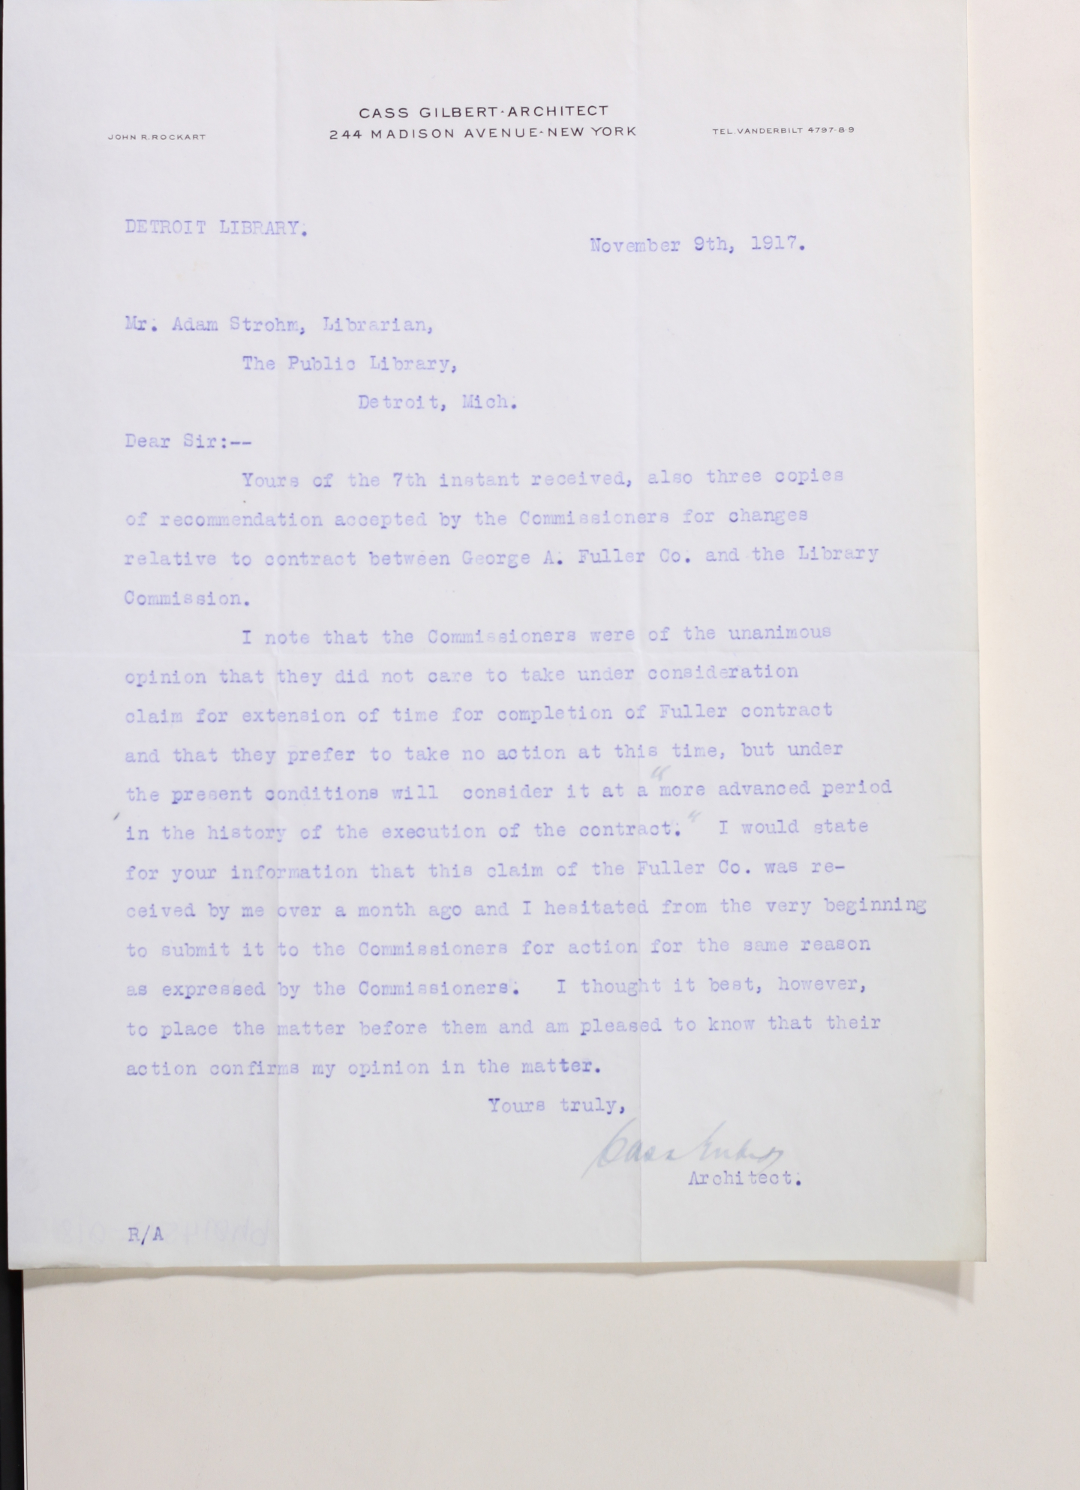 CASS GILBERT·ARCHITECT
244 MADISON AVENUE·NEW YORK
JOHN R. ROCKART
TEL. VANDERBILT 4797·8·9
DETROIT LIBRARY.
November 9th, 1917.
Mr. Adam Strohm, Librarian,
The Public Library,
Detroit, Mich.
Dear Sir:--
Yours of the 7th instant received, also three copies
of recommendation accepted by the Commissioners for changes
relative to contract between George A. Fuller Co. and the Library
Commission.
I note that the Commissioners were of the unanimous
opinion that they did not care to take under consideration
claim for extension of time for completion of Fuller contract
and that they prefer to take no action at this time, but under
the present conditions will consider it at a "more advanced period
in the history of the execution of the contract." I would state
for your information that this claim of the Fuller Co. was re-
ceived by me over a month ago and I hesitated from the very beginning
to submit it to the Commissioners for action for the same reason
as expressed by the Commissioners. I thought it best, however,
to place the matter before them and am pleased to know that their
action confirms my opinion in the matter.
Yours truly,
Cass Gilbert
Architect.
R/A